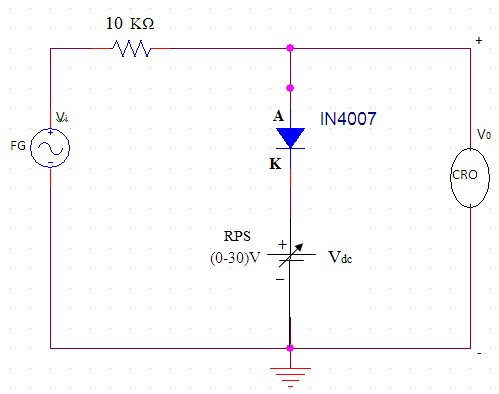 10 KΩ
+
Vi
A
IN4007
V0
FG
+
-
K
CRO
RPS
+
(0-30)V
Vdc
-
-